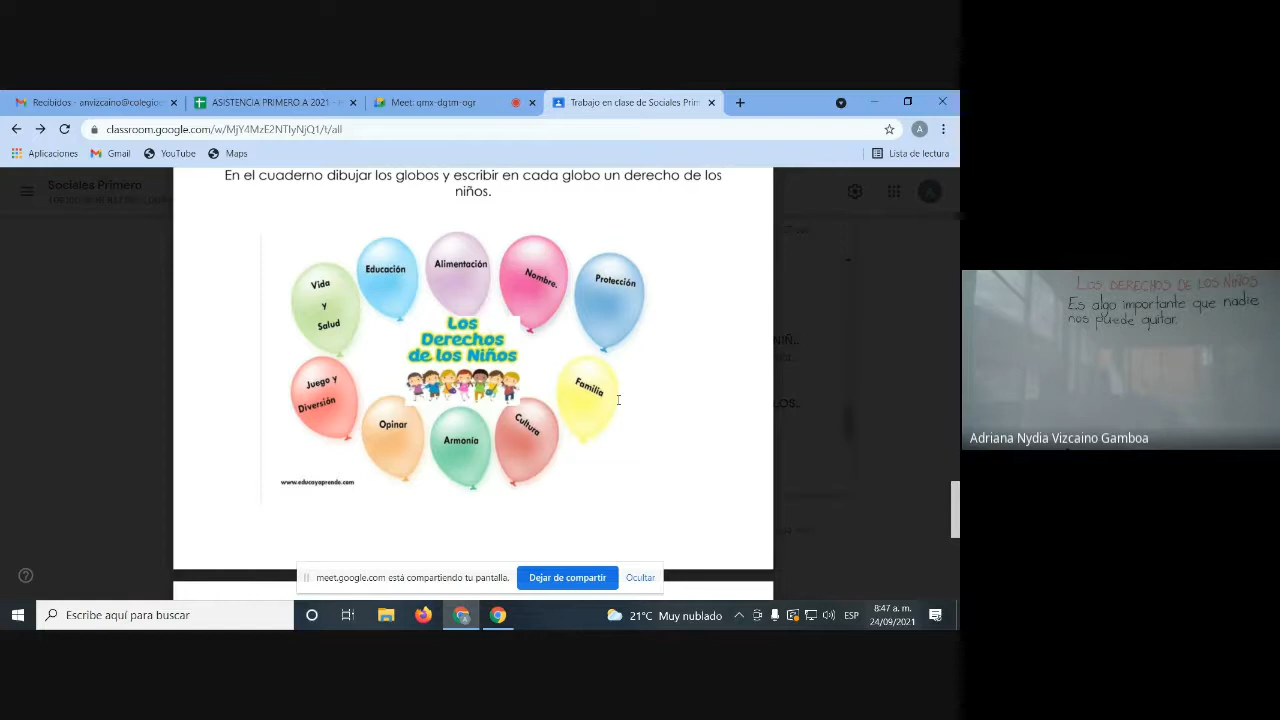 Recibidos - anvizcaino@colegio
ASISTENCIA PRIMERO A 2021 -
Meet: qmx-dgtm-ogr
Trabajo en clase de Sociales Prim
classroom.google.com/w/MjY4MzE2NTIyNjQ1/t/all
A
Aplicaciones
Gmail
YouTube
Maps
Lista de lectura
Sociales Primero
En el cuaderno dibujar los globos y escribir en cada globo un derecho de los
niños.
Vida
y
Salud
Educación
Alimentación
Nombre.
Protección
Los
Derechos
de los Niños
Juego y
Diversión
Opinar
Armonía
Cultura
Familia
www.educayaprende.com
meet.google.com está compartiendo tu pantalla.
Dejar de compartir
Ocultar
Escribe aquí para buscar
21°C Muy nublado
ESP
8:47 a. m.
24/09/2021
LOS DERECHOS DE LOS NIÑOS
Es algo importante que nadie
nos puede quitar.
Adriana Nydia Vizcaino Gamboa